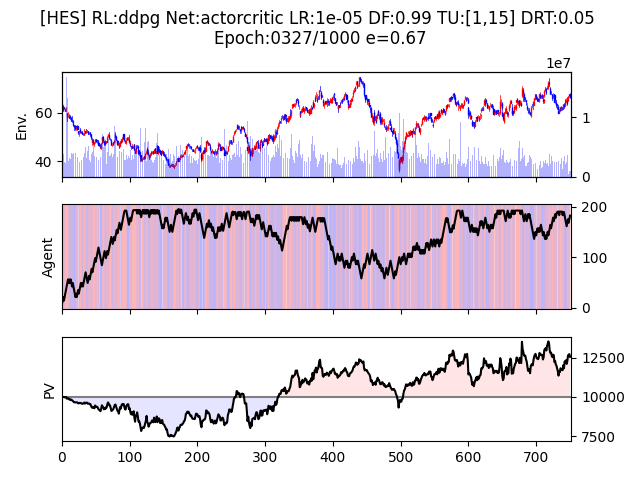 [HES] RL:ddpg Net:actorcritic LR:1e-05 DF:0.99 TU:[1,15] DRT:0.05
Epoch:0327/1000 e=0.67
1e7
Env.
60
40
1
0
Agent
200
100
0
PV
12500
10000
7500
0 100 200 300 400 500 600 700